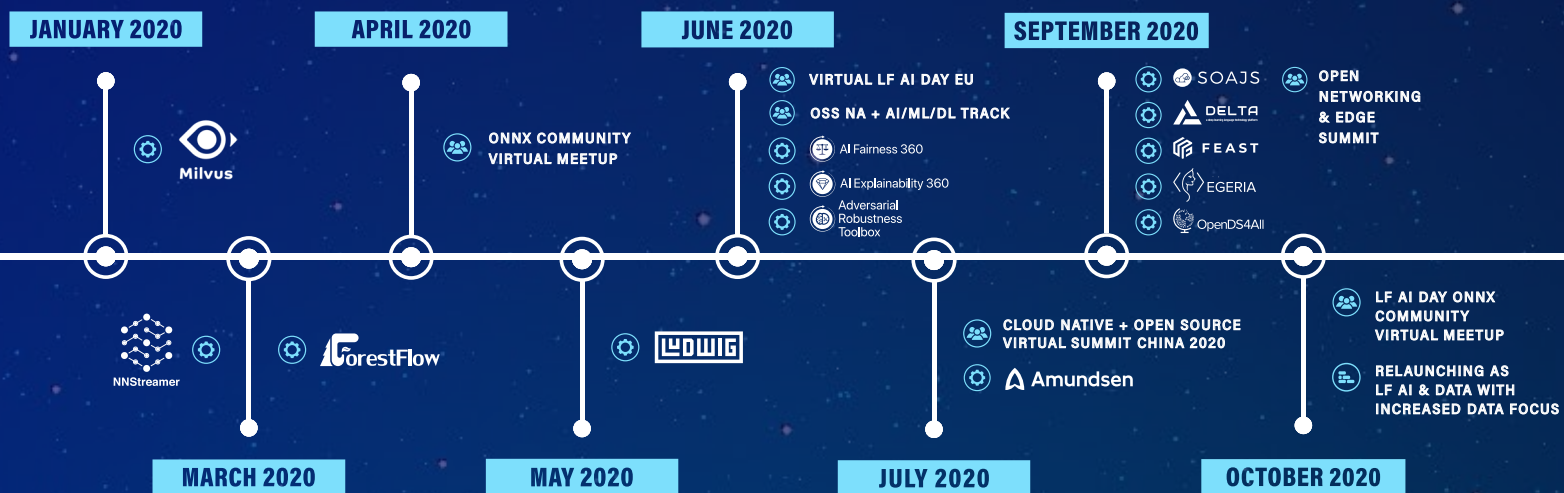 JANUARY 2020
APRIL 2020
JUNE 2020
SEPTEMBER 2020
Milvus
ONNX COMMUNITY
VIRTUAL MEETUP
VIRTUAL LF AI DAY EU
OSS NA + AI/ML/DL TRACK
AI Fairness 360
AI Explainability 360
Adversarial
Robustness
Toolbox
SOAJS
DELTA
FEAST
EGERIA
OpenDS4All
OPEN
NETWORKING
& EDGE
SUMMIT
NNStreamer
ForestFlow
LUDWIG
CLOUD NATIVE + OPEN SOURCE
VIRTUAL SUMMIT CHINA 2020
Amundsen
LF AI DAY ONNX
COMMUNITY
VIRTUAL MEETUP
RELAUNCHING AS
LF AI & DATA WITH
INCREASED DATA FOCUS
MARCH 2020
MAY 2020
JULY 2020
OCTOBER 2020